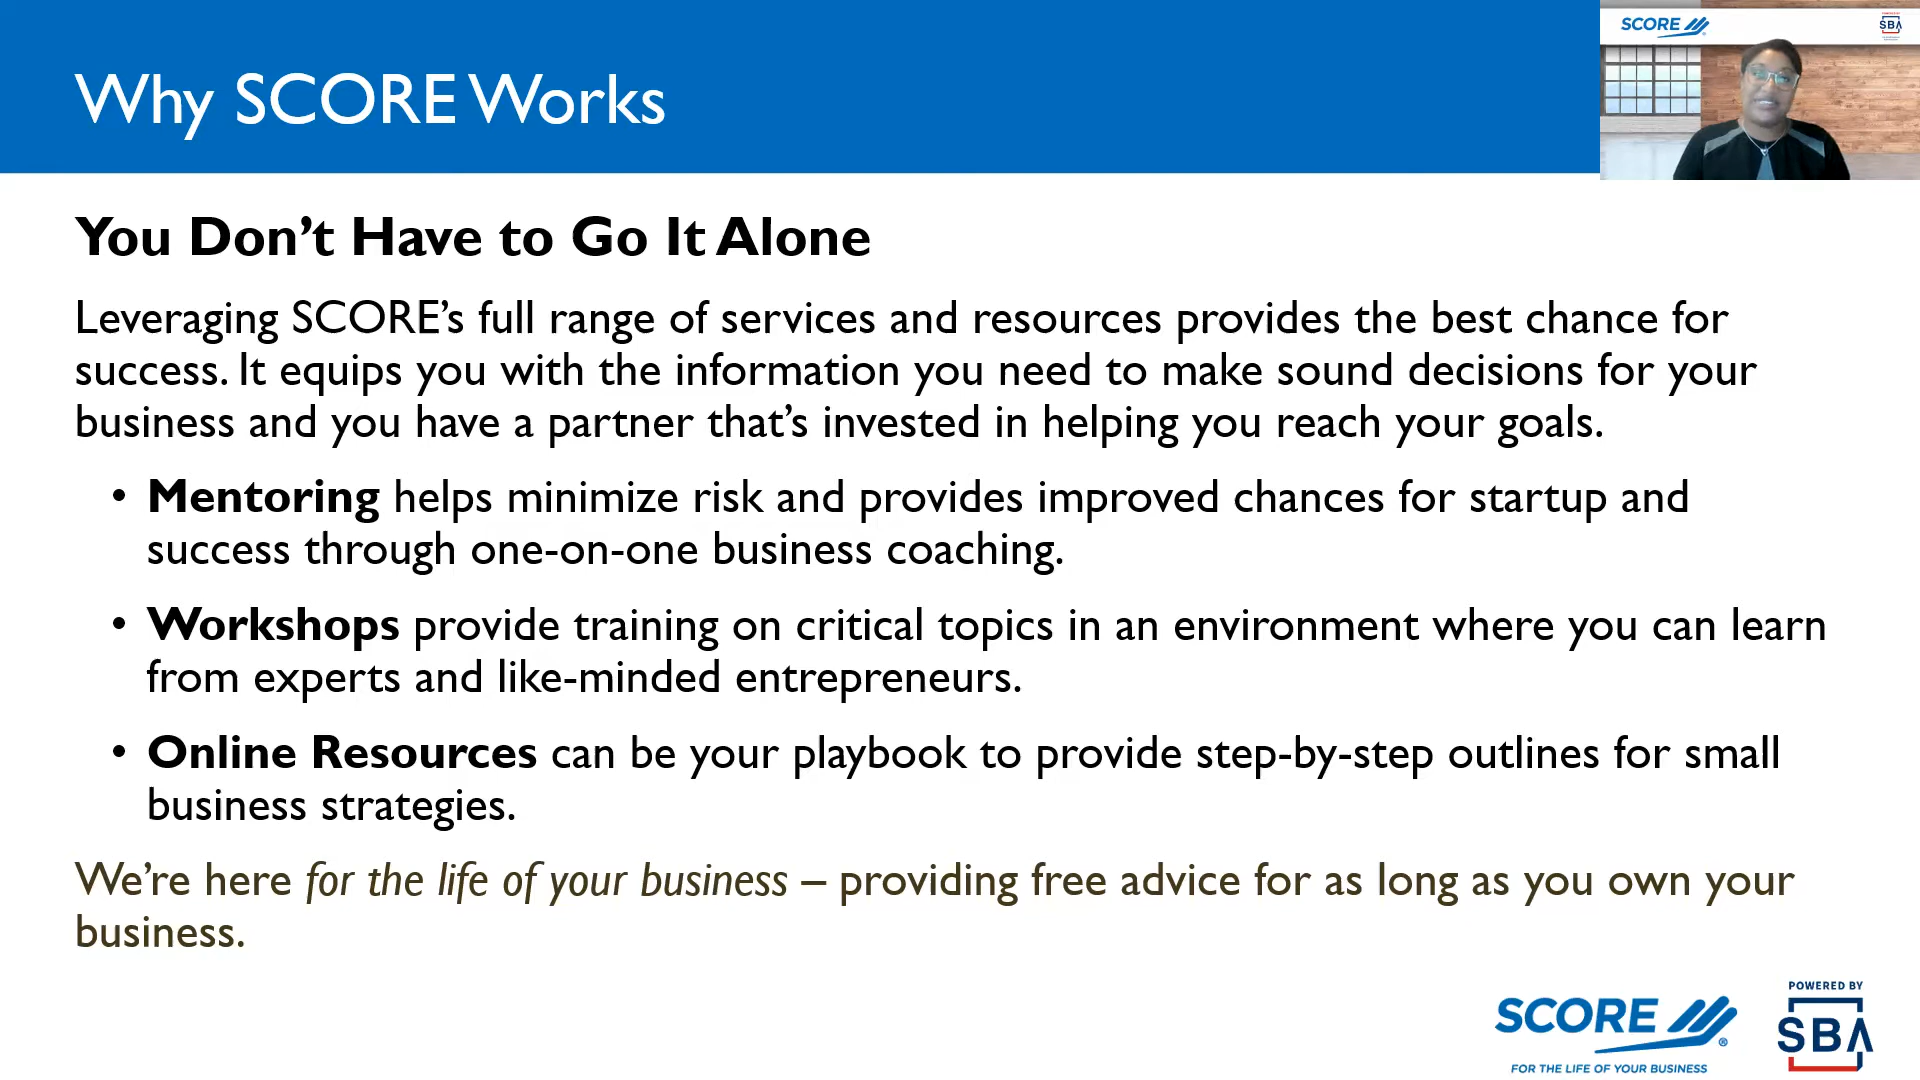 Why SCORE Works
SCORE
SBA
You Don’t Have to Go It Alone
Leveraging SCORE’s full range of services and resources provides the best chance for
success. It equips you with the information you need to make sound decisions for your
business and you have a partner that’s invested in helping you reach your goals.
• Mentoring helps minimize risk and provides improved chances for startup and
success through one-on-one business coaching.
• Workshops provide training on critical topics in an environment where you can learn
from experts and like-minded entrepreneurs.
• Online Resources can be your playbook to provide step-by-step outlines for small
business strategies.
We’re here for the life of your business – providing free advice for as long as you own your
business.
SCORE ®
FOR THE LIFE OF YOUR BUSINESS
POWERED BY
SBA